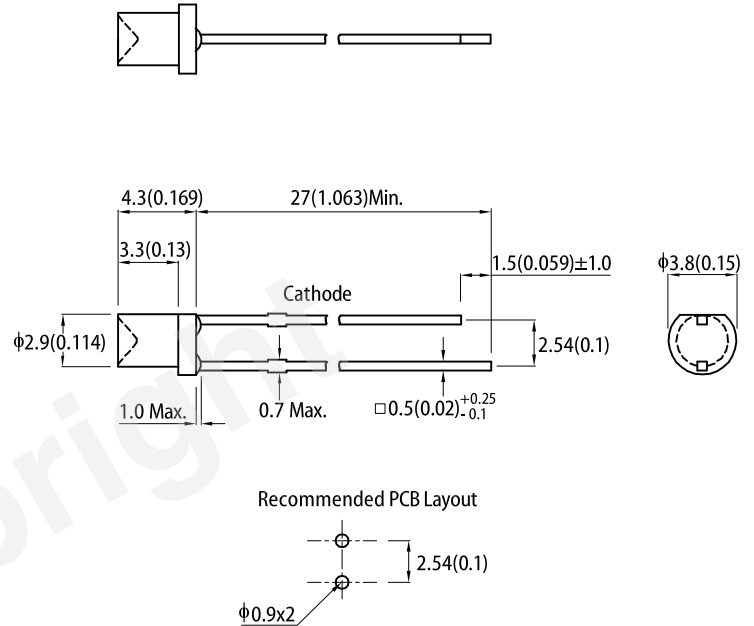 4.3(0.169)
27(1.063)Min.
3.3(0.13)
1.5(0.059)±1.0
ϕ3.8(0.15)
Cathode
ϕ2.9(0.114)
2.54(0.1)
1.0 Max.
0.7 Max.
□0.5(0.02)+0.25 - 0.1
bright
Recommended PCB Layout
2.54(0.1)
ϕ0.9x2